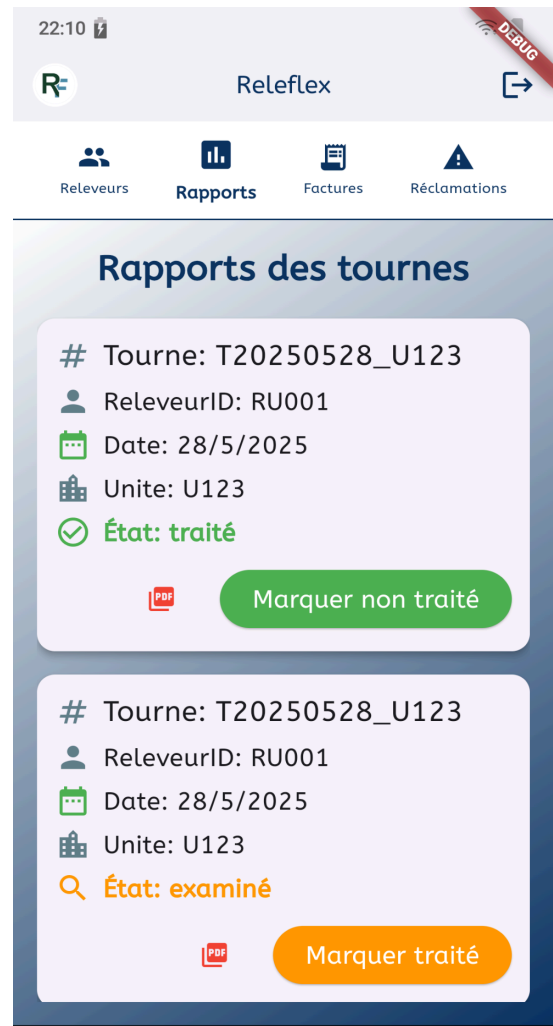 22:10
DEBUG
RF
Releflex
Releveurs
Rapports
Factures
Réclamations
Rapports des tournes
# Tourne: T20250528_U123
ReleveurID: RU001
Date: 28/5/2025
Unite: U123
État: traité
PDF
Marquer non traité
# Tourne: T20250528_U123
ReleveurID: RU001
Date: 28/5/2025
Unite: U123
État: examiné
PDF
Marquer traité